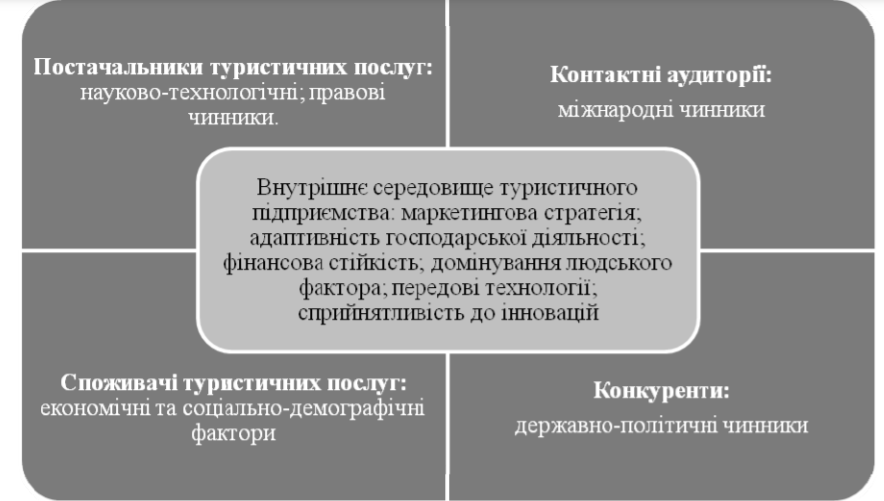 Постачальники туристичних послуг:
науково-технологічні; правові
чинники.
Контактні аудиторії:
міжнародні чинники
Внутрішнє середовище туристичного
підприємства: маркетингова стратегія;
адаптивність господарської діяльності;
фінансова стійкість; домінування людського
фактора; передові технології;
сприйнятливість до інновацій
Споживачі туристичних послуг:
економічні та соціально-демографічні
фактори
Конкуренти:
державно-політичні чинники